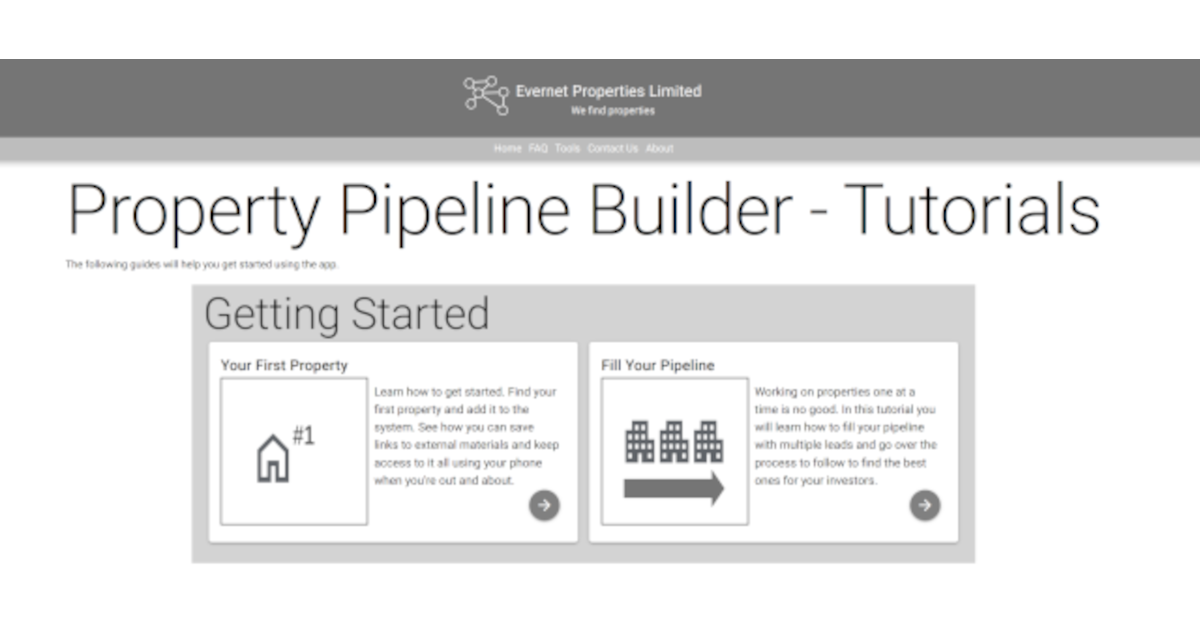 Evernet Properties Limited
We find properties
Home FAQ Tools Contact Us About
Property Pipeline Builder - Tutorials
The following guides will help you get started using the app.
Getting Started
Your First Property
#1
Learn how to get started. Find your
first property and add it to the
system. See how you can save
links to external materials and keep
access to it all using your phone
when you're out and about.
Fill Your Pipeline
Working on properties one at a
time is no good. In this tutorial you
will learn how to fill your pipeline
with multiple leads and go over the
process to follow to find the best
ones for your investors.